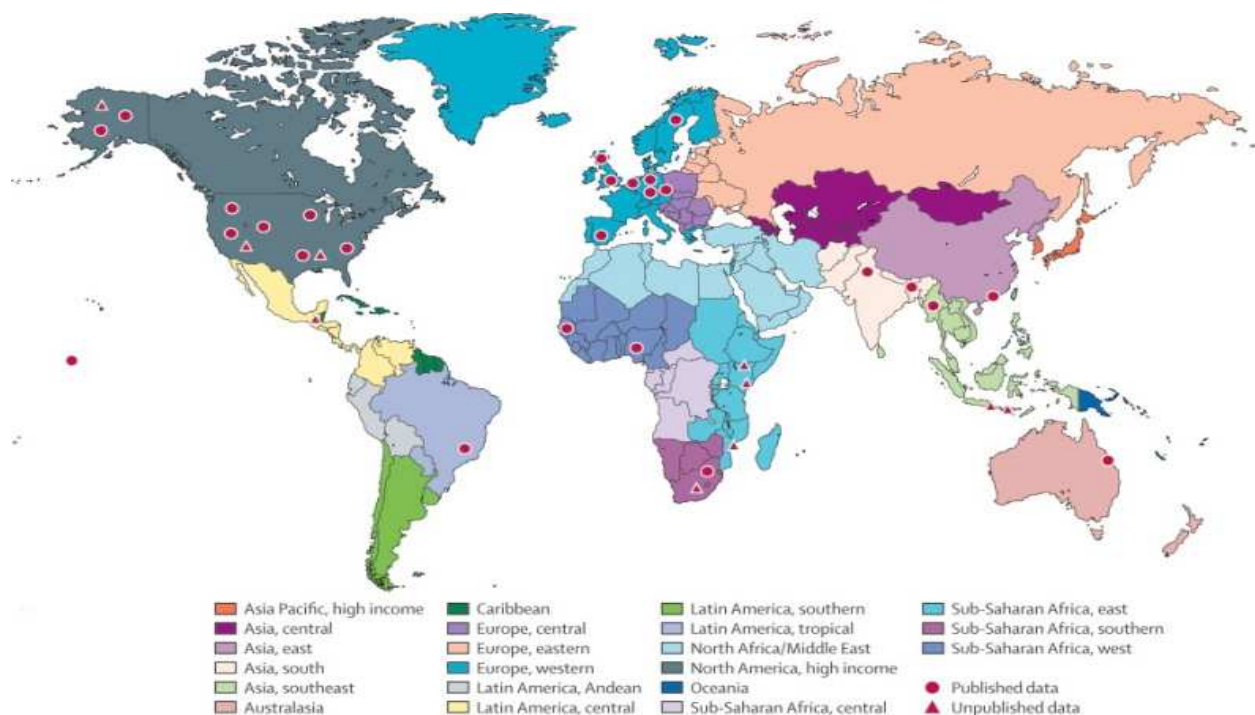 Asia Pacific, high income
Asia, central
Asia, east
Asia, south
Asia, southeast
Australasia
Caribbean
Europe, central
Europe, eastern
Europe, western
Latin America, Andean
Latin America, central
Latin America, southern
Latin America, tropical
North Africa/Middle East
North America, high income
Oceania
Sub-Saharan Africa, central
Sub-Saharan Africa, east
Sub-Saharan Africa, southern
Sub-Saharan Africa, west
Published data
Unpublished data